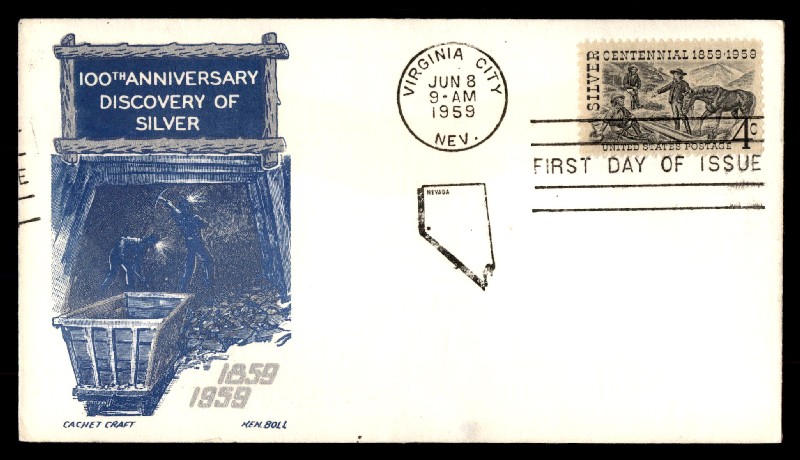 100TH ANNIVERSARY
DISCOVERY OF
SILVER
1859
1959
CACHET CRAFT
KEN BOLL
VIRGINIA CITY
JUN 8
9-AM
1959
NEV.
NEVADA
SILVER
CENTENNIAL 1859·1959
4c
UNITED STATES POSTAGE
FIRST DAY OF ISSUE